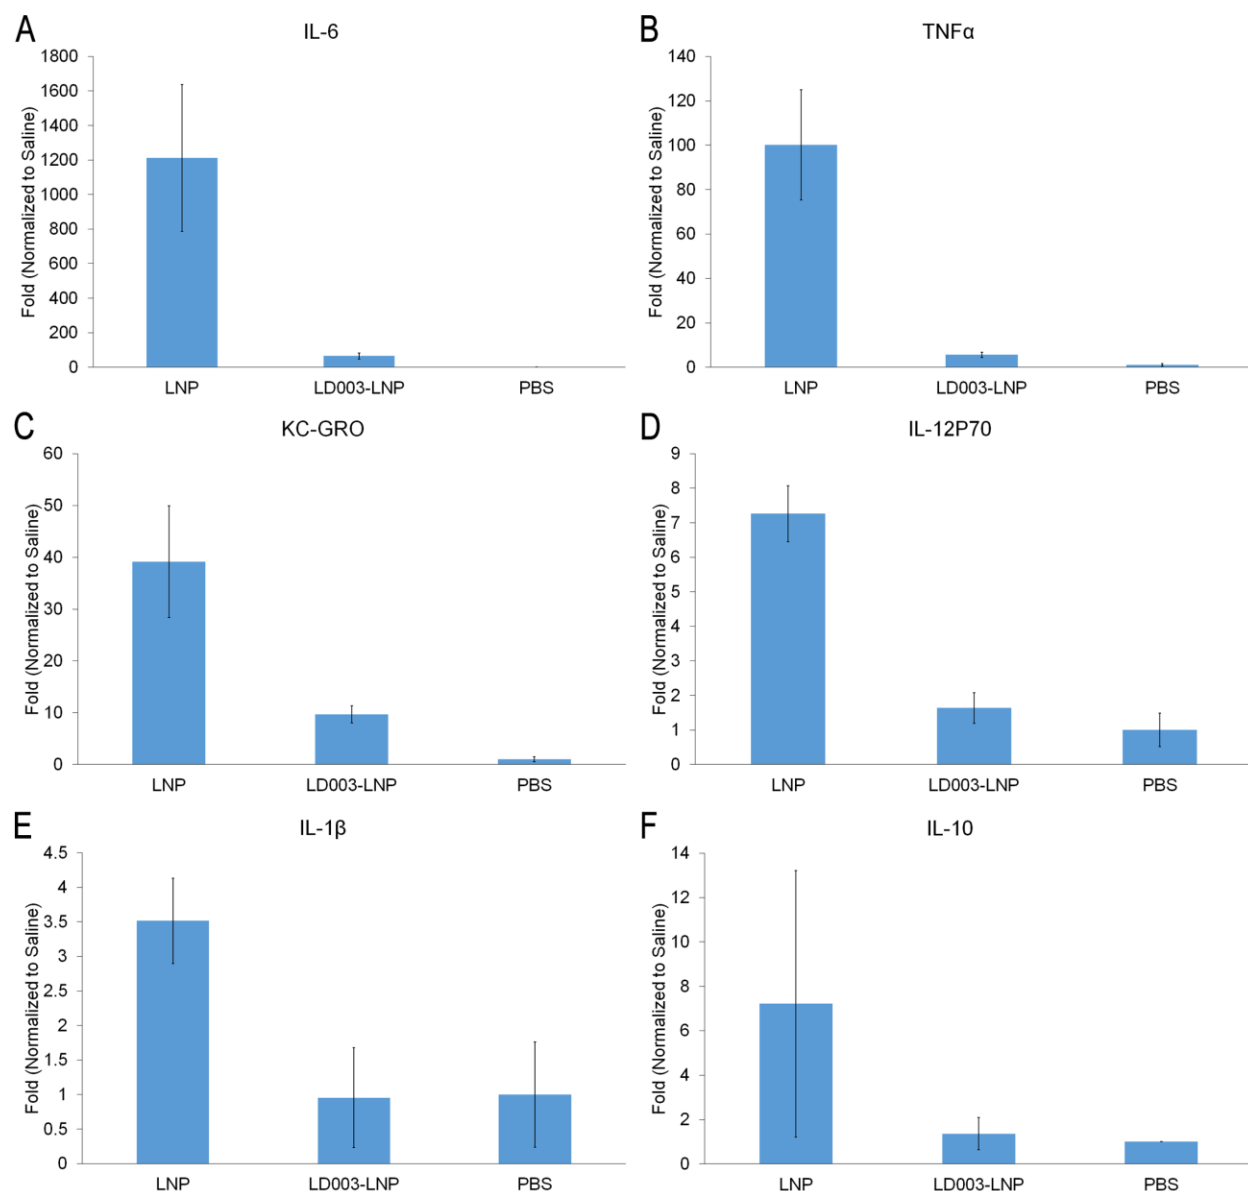 A
IL-6
Fold (Normalized to Saline)
1800
1600
1400
1200
1000
800
600
400
200
0
LNP
LD003-LNP
PBS
B
TNFα
Fold (Normalized to Saline)
140
120
100
80
60
40
20
0
LNP
LD003-LNP
PBS
C
KC-GRO
Fold (Normalized to Saline)
60
50
40
30
20
10
0
LNP
LD003-LNP
PBS
D
IL-12P70
Fold (Normalized to Saline)
9
8
7
6
5
4
3
2
1
0
LNP
LD003-LNP
PBS
E
IL-1β
Fold (Normalized to Saline)
4.5
4
3.5
3
2.5
2
1.5
1
0.5
0
LNP
LD003-LNP
PBS
F
IL-10
Fold (Normalized to Saline)
14
12
10
8
6
4
2
0
LNP
LD003-LNP
PBS